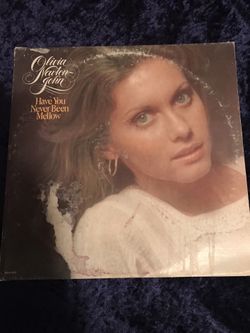 Olivia
Newton-
John
Have You
Never Been
Mellow